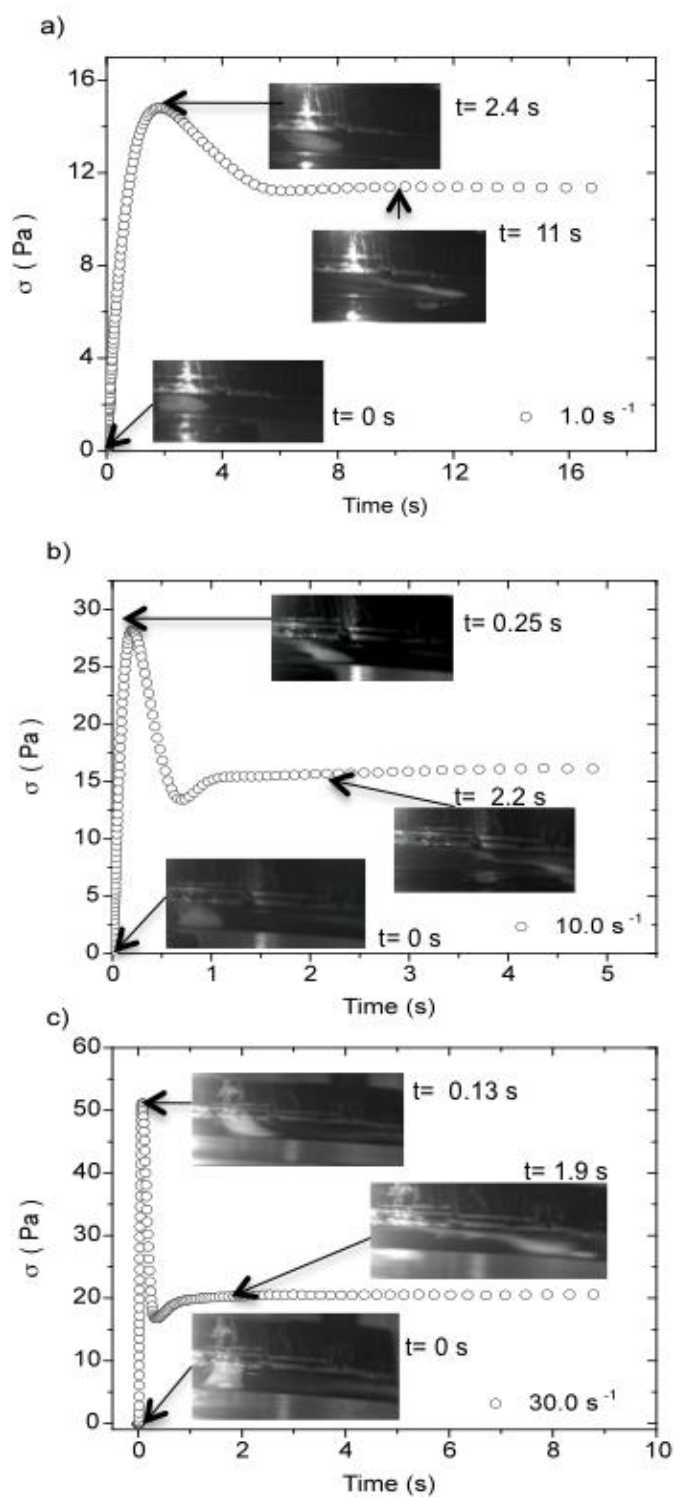 a)
16
12
8
4
0
σ ( Pa )
t= 2.4 s
t= 11 s
t= 0 s
1.0 s⁻¹
0 4 8 12 16
Time (s)
b)
30
25
20
15
10
5
0
σ ( Pa )
t= 0.25 s
t= 2.2 s
t= 0 s
10.0 s⁻¹
0 1 2 3 4 5
Time (s)
c)
60
50
40
30
20
10
0
σ ( Pa )
t= 0.13 s
t= 1.9 s
t= 0 s
30.0 s⁻¹
0 2 4 6 8 10
Time (s)